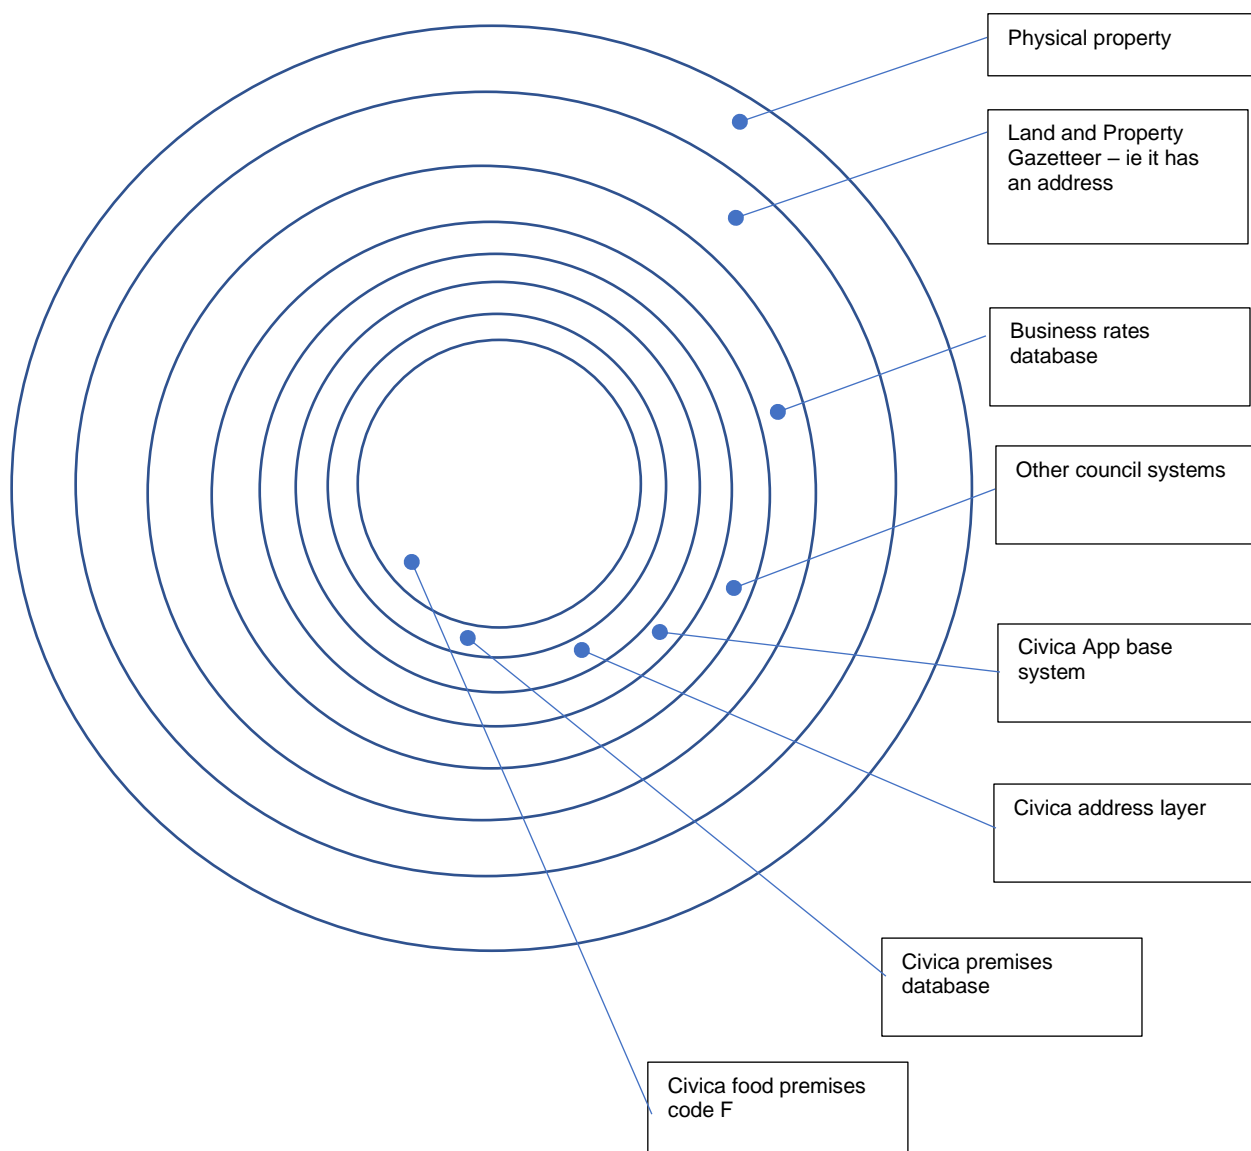 Physical property
Land and Property
Gazetteer – ie it has
an address
Business rates
database
Other council systems
Civica App base
system
Civica address layer
Civica premises
database
Civica food premises
code F